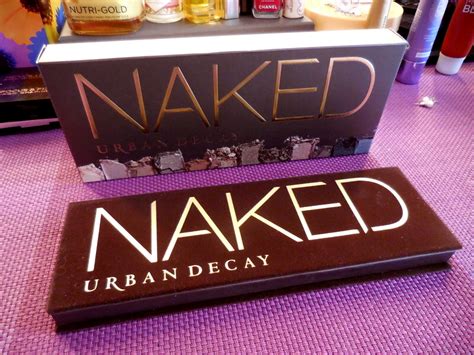 NUTRI-GOLD
CHANEL
NAKED
URBAN DECAY
NAKED
URBAN DECAY